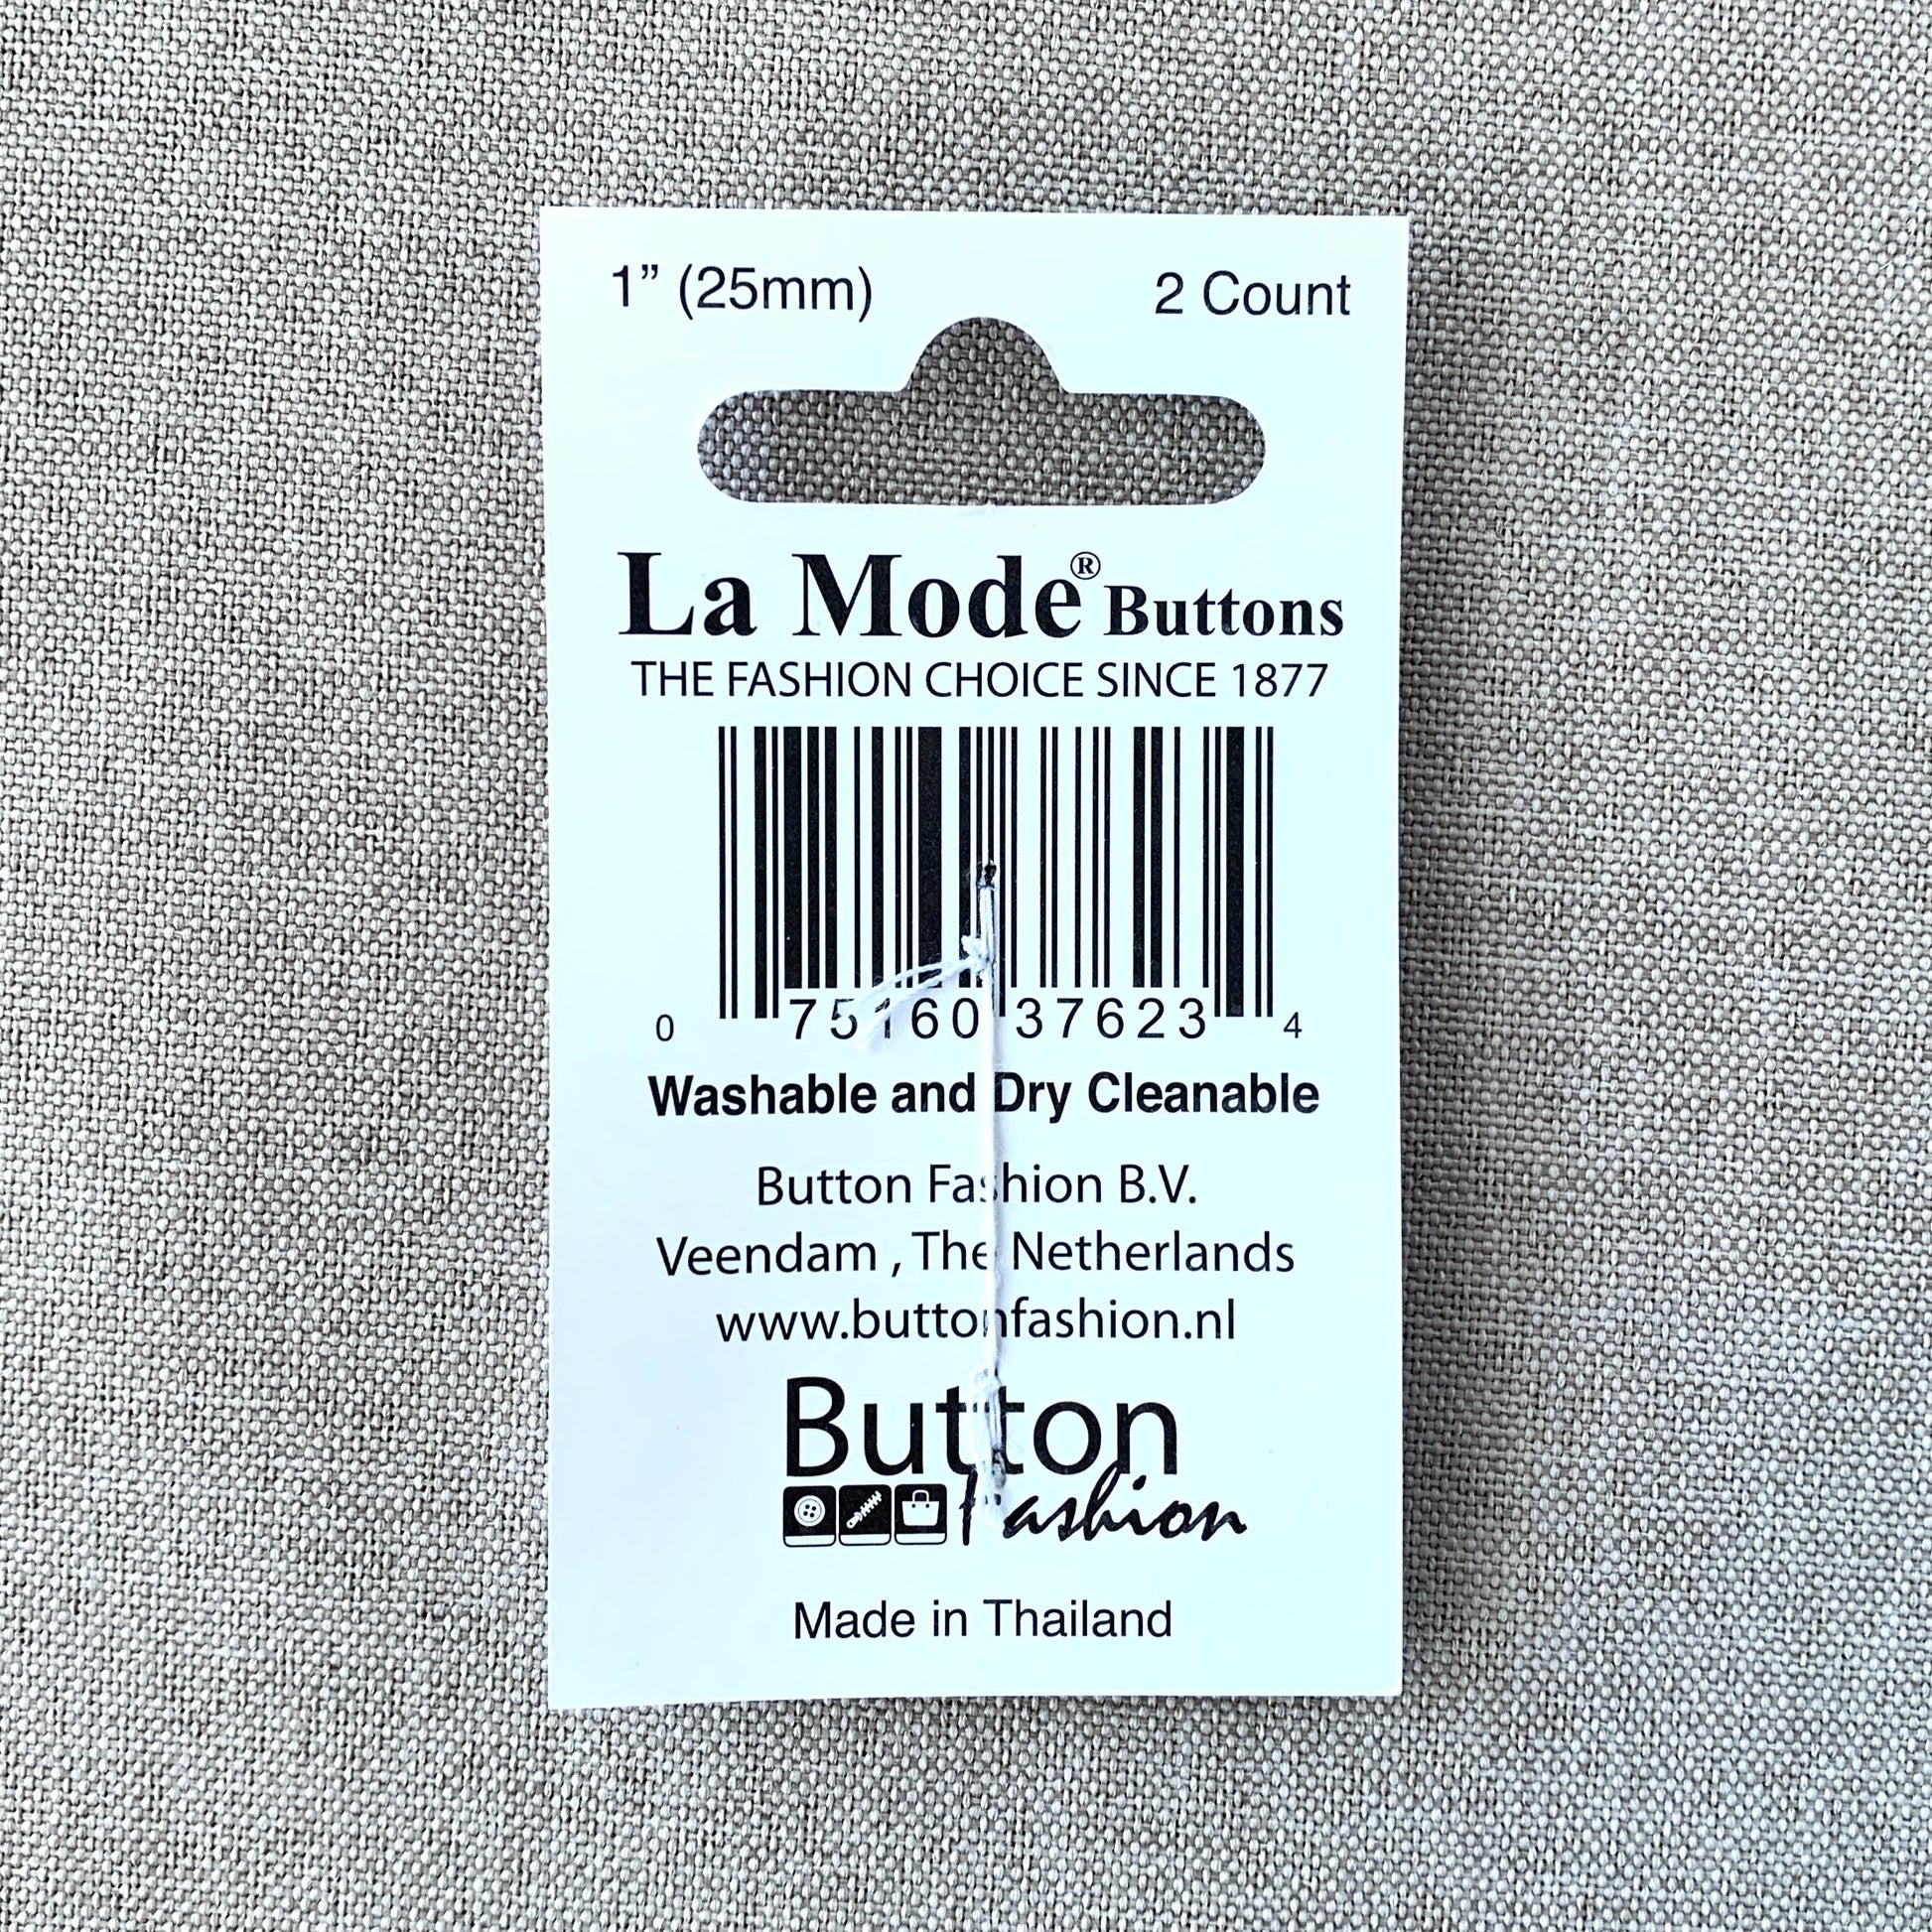 1” (25mm) 2 Count
La Mode® Buttons
THE FASHION CHOICE SINCE 1877
0 75160 37623 4
Washable and Dry Cleanable
Button Fashion B.V.
Veendam , The Netherlands
www.buttonfashion.nl
Button
Fashion
Made in Thailand